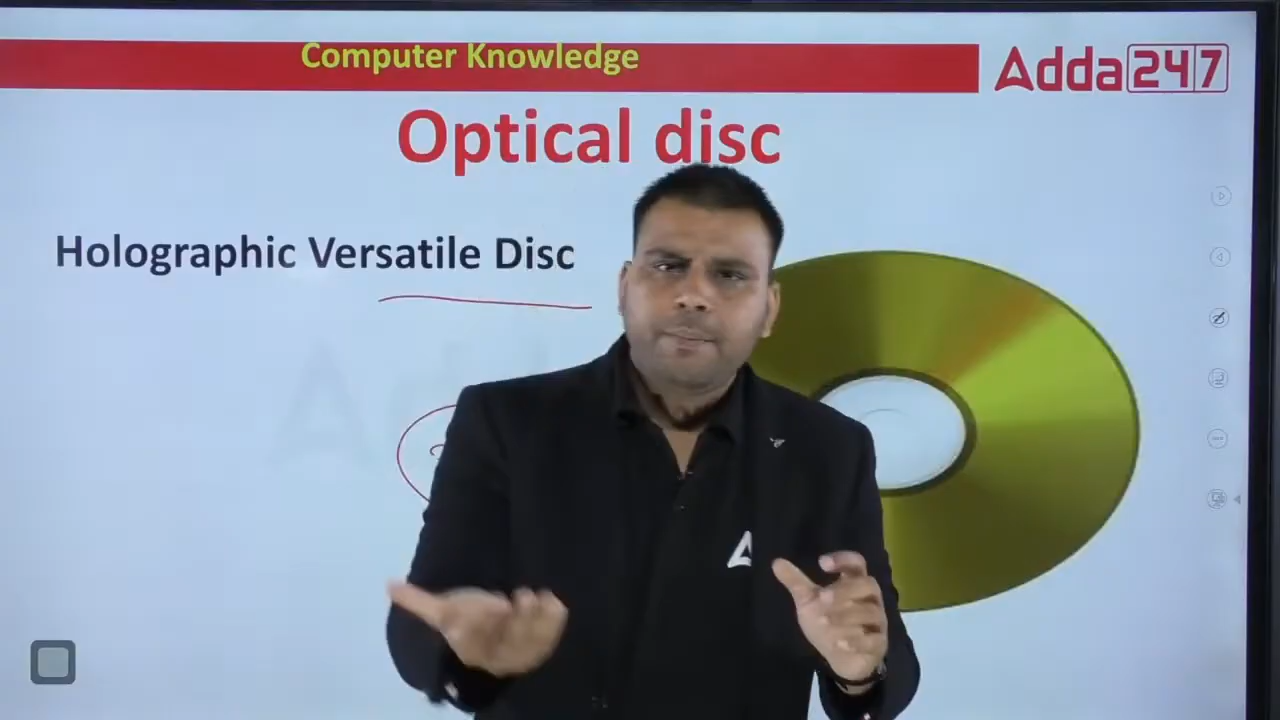 Computer Knowledge
Adda247
Optical disc
Holographic Versatile Disc